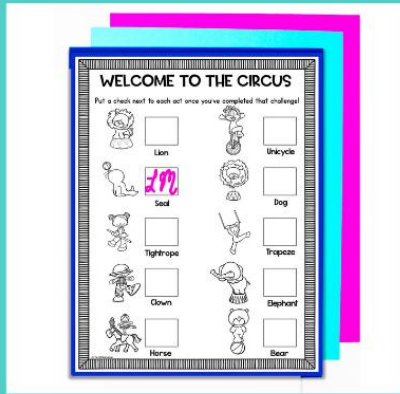 WELCOME TO THE CIRCUS
Put a check next to each act once you've completed that challenge!
Lion
Unicycle
LM
Seal
Dog
Tightrope
Trapeze
Clown
Elephant
Horse
Bear